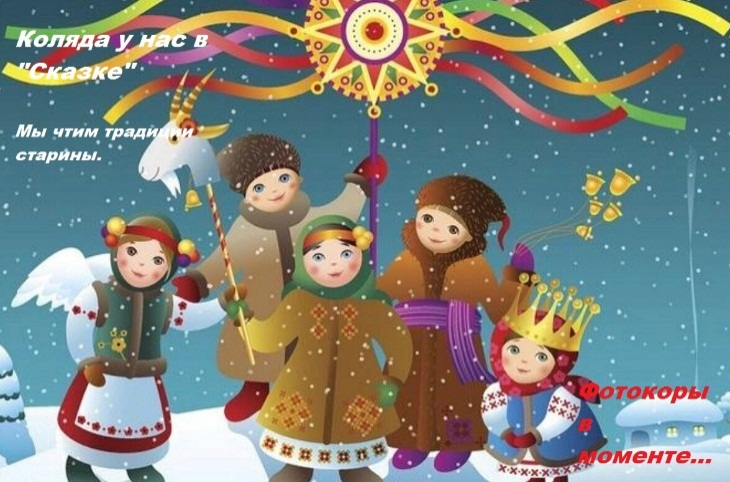 Коляда у нас в
"Сказке"
Мы чтим традиции
старины.
Фотокоры
в
моменте...